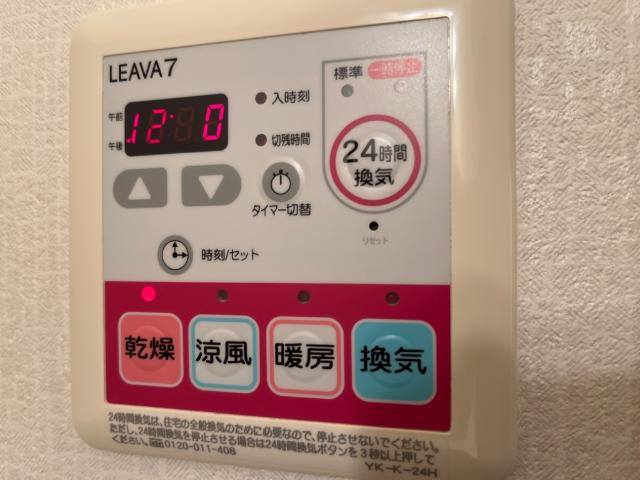 LEAVA7
標準 一時停止
入時刻
午前
12: 0
午後
切残時間
24時間
換気
タイマー切替
リセット
時刻/セット
乾燥 涼風 暖房 換気
24時間換気は、住宅の全般換気のために必要なので、停止させないでください。
ただし、24時間換気を停止させる場合は24時間換気ボタンを3秒以上押して
ください。 0120-011-408
YK-K-24H